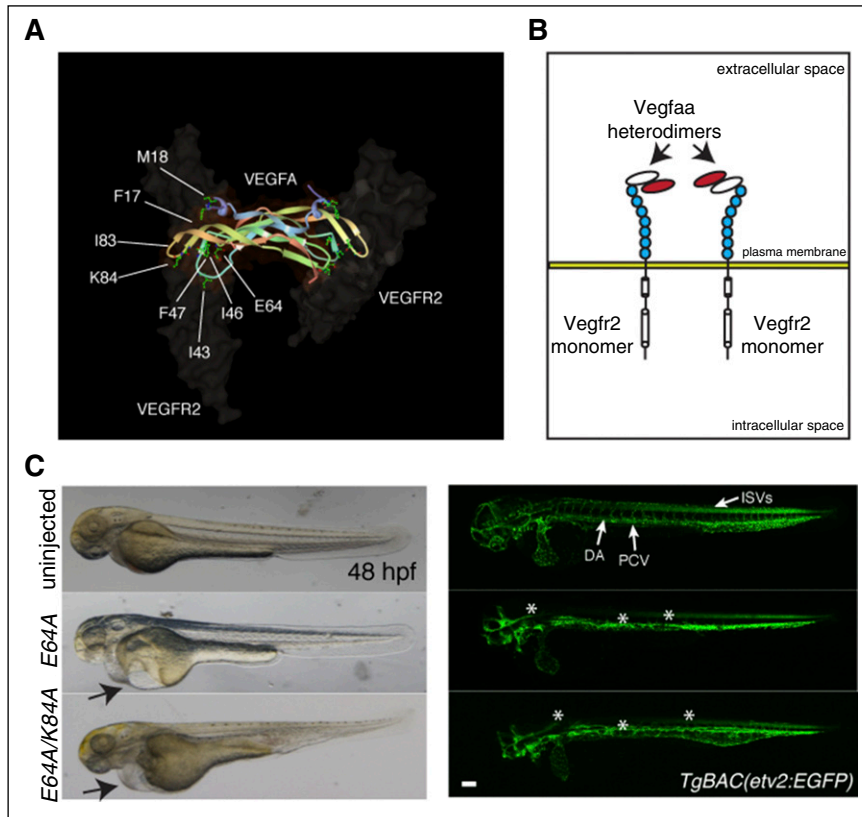 A
M18
VEGFA
F17
I83
K84
F47
I46
E64
I43
VEGFR2
VEGFR2
B
extracellular space
Vegfaa
heterodimers
plasma membrane
Vegfr2
monomer
Vegfr2
monomer
intracellular space
C
uninjected
48 hpf
E64A
E64A/K84A
ISVs
DA
PCV
*
*
*
*
*
*
TgBAC(etv2:EGFP)